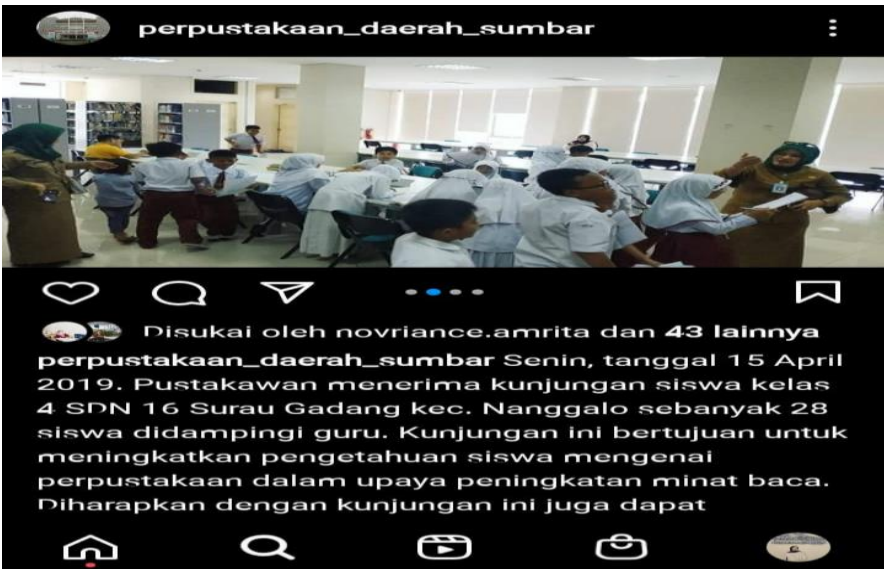 perpustakaan_daerah_sumbar
Disukai oleh novriance.amrita dan 43 lainnya
perpustakaan_daerah_sumbar Senin, tanggal 15 April
2019. Pustakawan menerima kunjungan siswa kelas
4 SDN 16 Surau Gadang kec. Nanggalo sebanyak 28
siswa didampingi guru. Kunjungan ini bertujuan untuk
meningkatkan pengetahuan siswa mengenai
perpustakaan dalam upaya peningkatan minat baca.
Diharapkan dengan kunjungan ini juga dapat